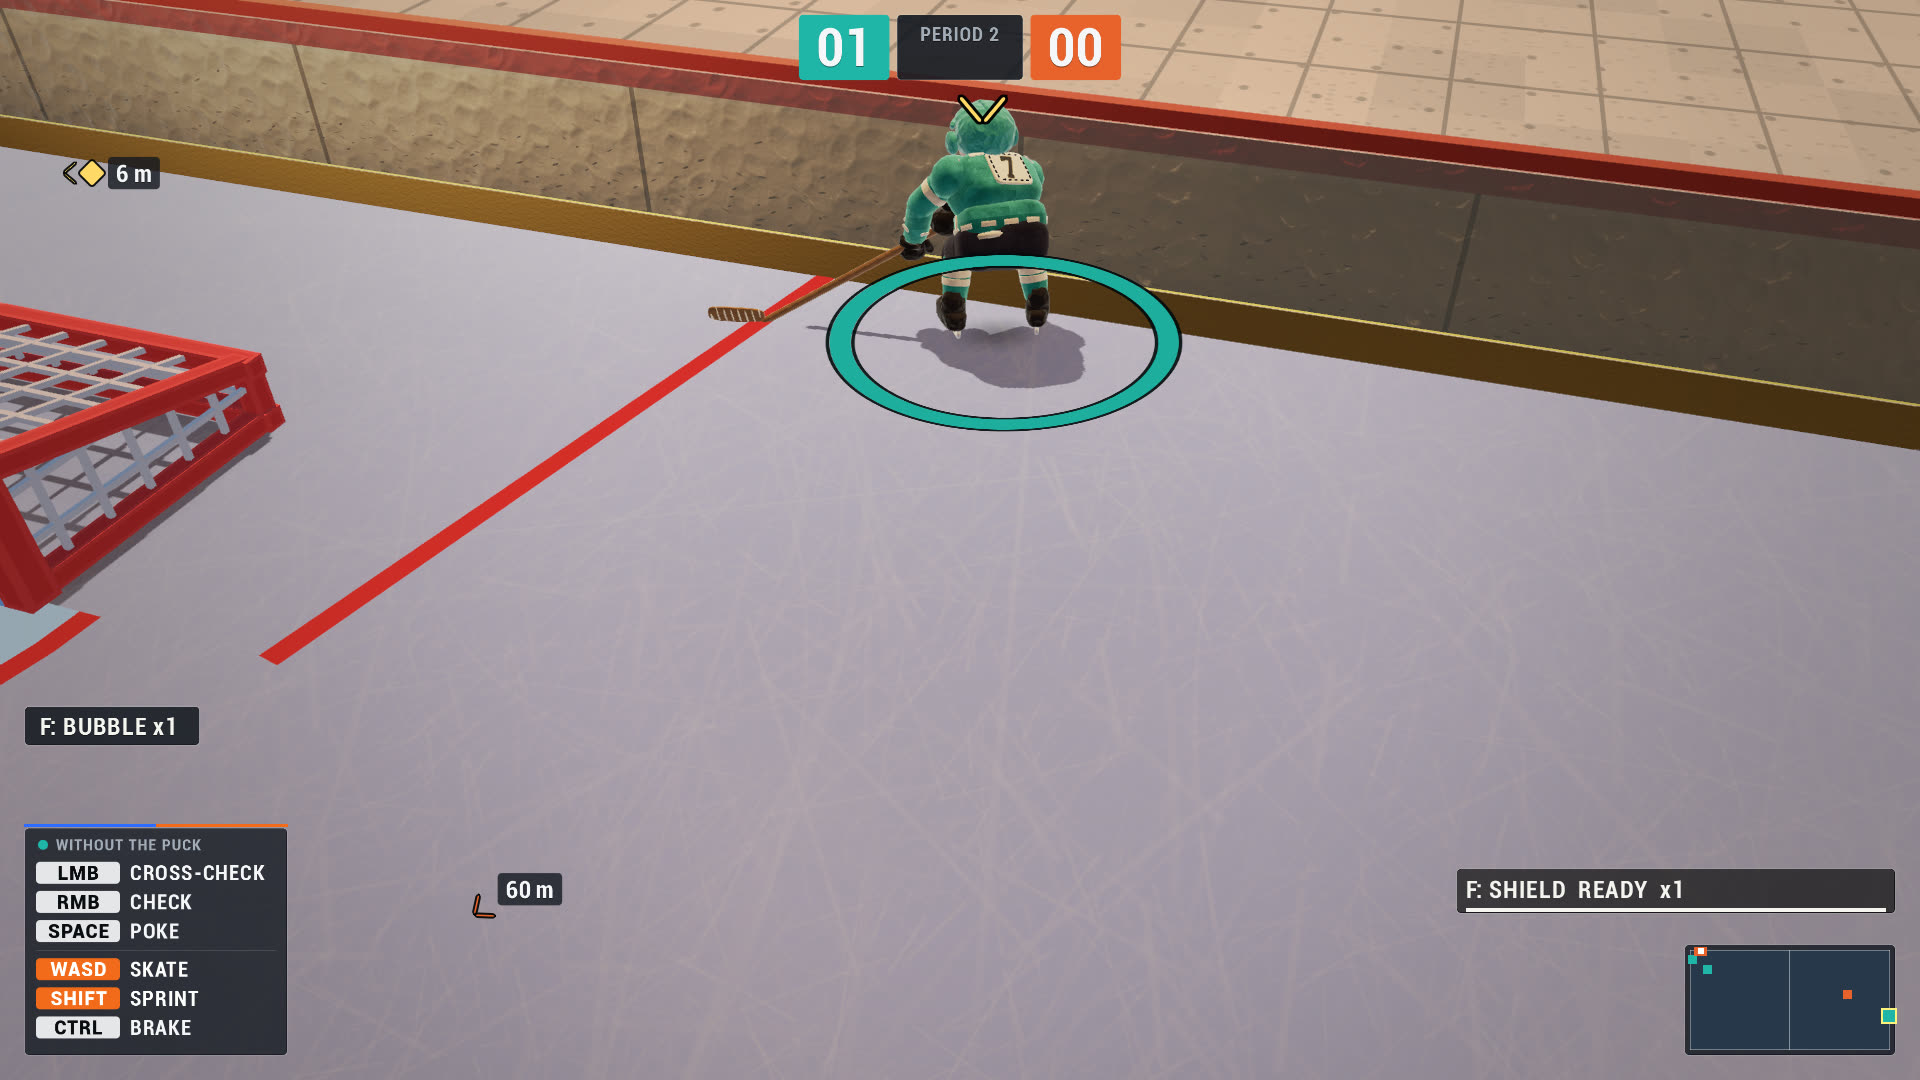 01
PERIOD 2
00
7
6 m
F: BUBBLE x1
WITHOUT THE PUCK
LMB CROSS-CHECK
RMB CHECK
SPACE POKE
WASD SKATE
SHIFT SPRINT
CTRL BRAKE
60 m
F: SHIELD READY x1